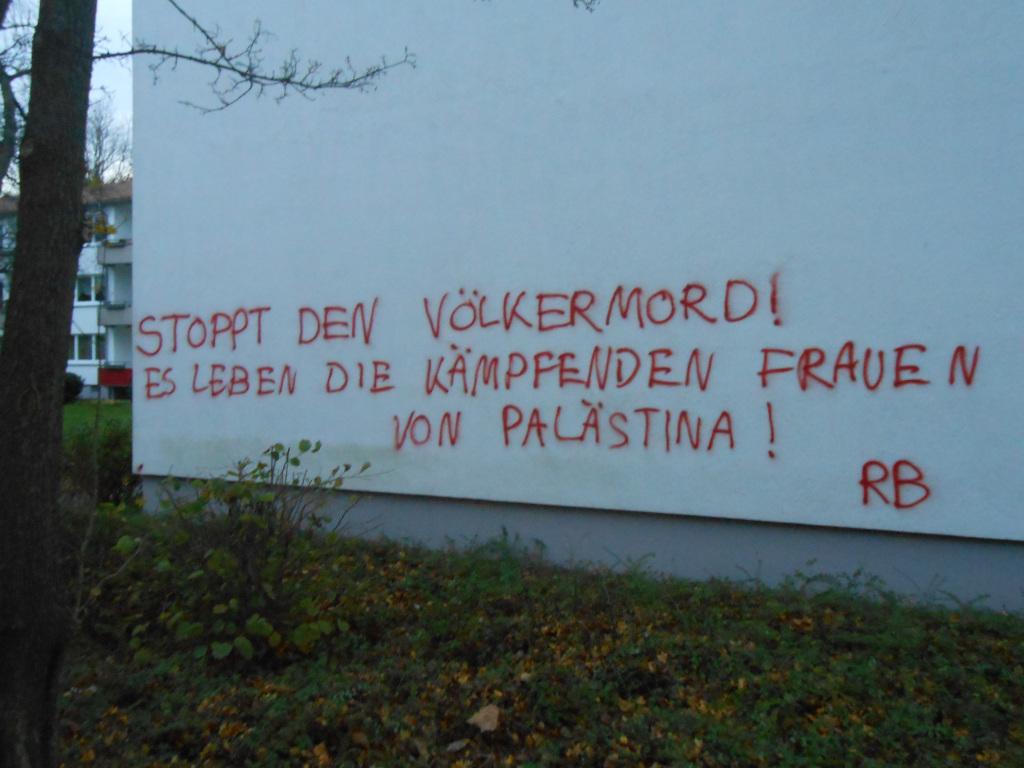 STOPPT DEN VÖLKERMORD!
ES LEBEN DIE KÄMPFENDEN FRAUEN
VON PALÄSTINA!
RB